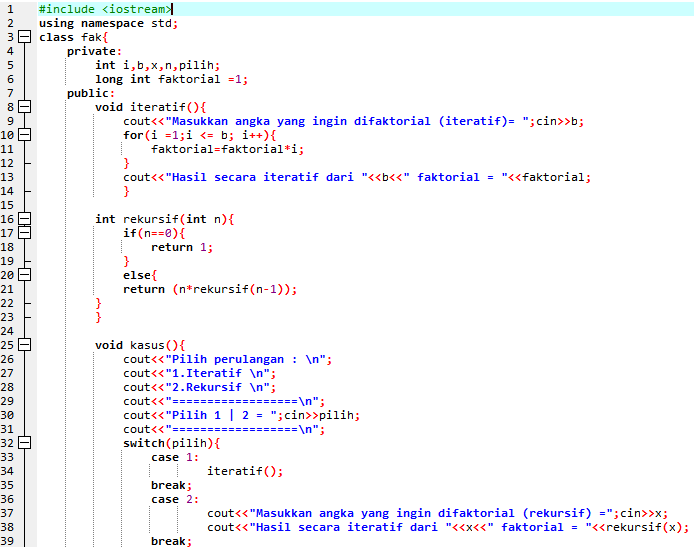 1 #include <iostream>
2 using namespace std;
3 class fak{
4     private:
5         int i,b,x,n,pilih;
6         long int faktorial =1;
7     public:
8         void iteratif(){
9             cout<<"Masukkan angka yang ingin difaktorial (iteratif)= ";cin>>b;
10             for(i =1;i <= b; i++){
11                 faktorial=faktorial*i;
12             }
13             cout<<"Hasil secara iteratif dari "<<b<<" faktorial = "<<faktorial;
14             }
15
16         int rekursif(int n){
17             if(n==0){
18                 return 1;
19             }
20             else{
21             return (n*rekursif(n-1));
22         }
23         }
24
25         void kasus(){
26             cout<<"Pilih perulangan : \n";
27             cout<<"1.Iteratif \n";
28             cout<<"2.Rekursif \n";
29             cout<<"==================\n";
30             cout<<"Pilih 1 | 2 = ";cin>>pilih;
31             cout<<"==================\n";
32             switch(pilih){
33                 case 1:
34                         iteratif();
35                 break;
36                 case 2:
37                         cout<<"Masukkan angka yang ingin difaktorial (rekursif) =";cin>>x;
38                         cout<<"Hasil secara iteratif dari "<<x<<" faktorial = "<<rekursif(x);
39                 break;